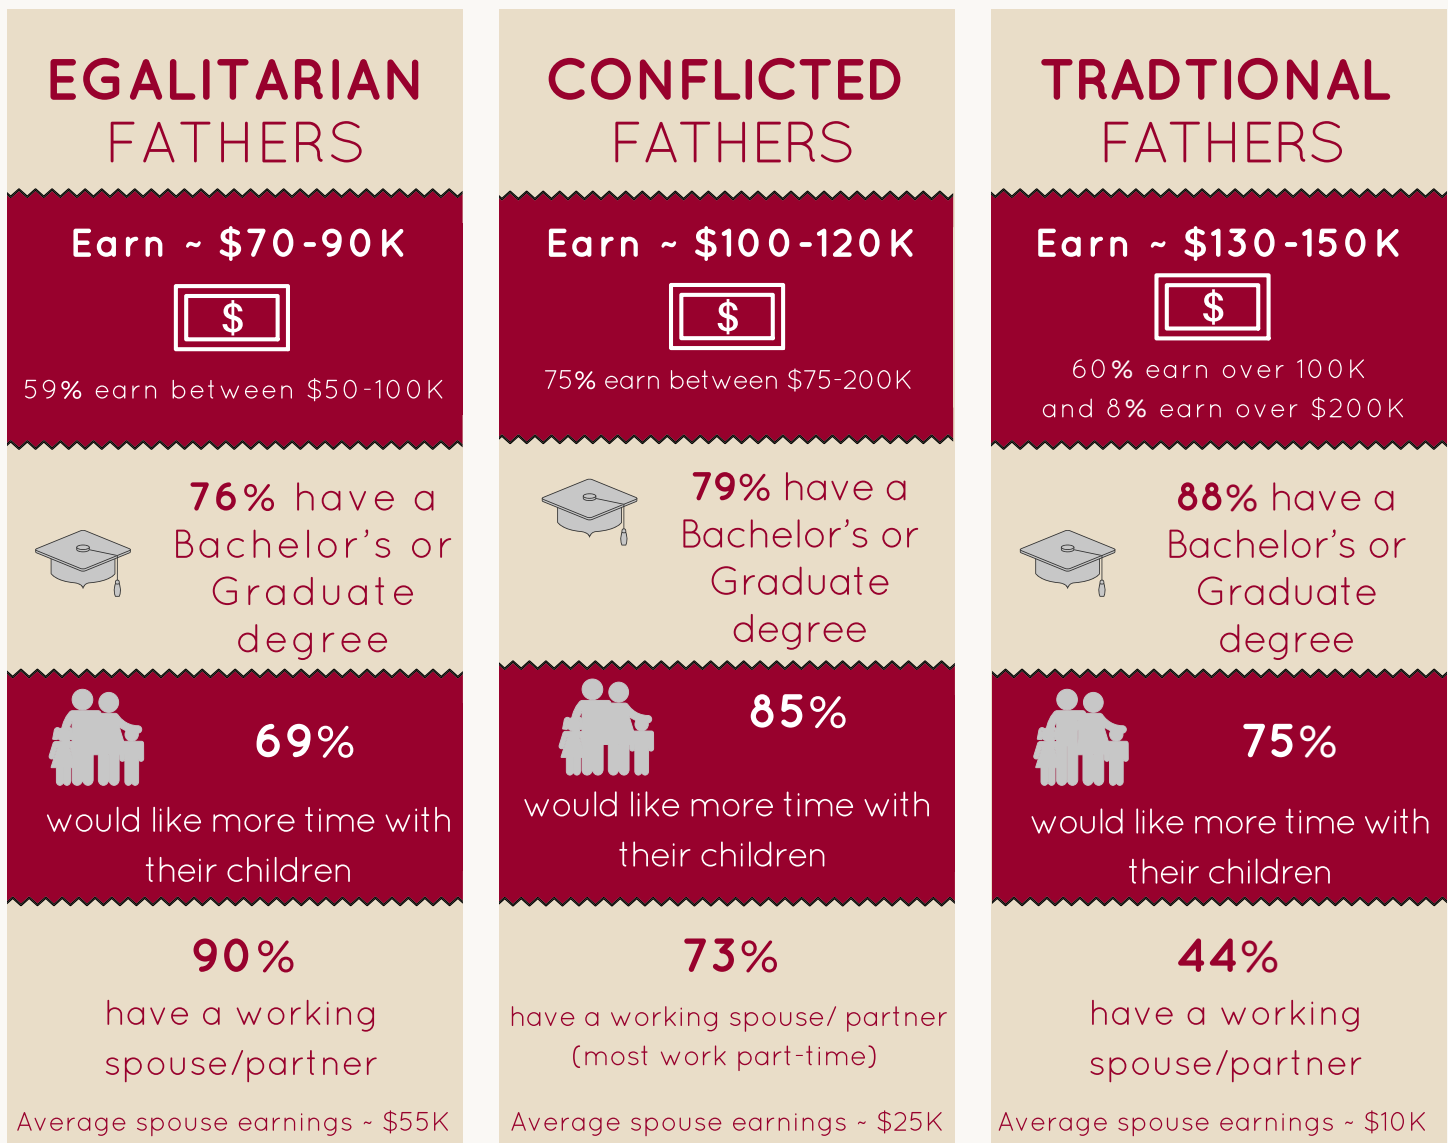 EGALITARIAN
FATHERS
Earn ~ $70-90K
$
59% earn between $50-100K
76% have a
Bachelor's or
Graduate
degree
69%
would like more time with
their children
90%
have a working
spouse/partner
Average spouse earnings ~ $55K
CONFLICTED
FATHERS
Earn ~ $100-120K
$
75% earn between $75-200K
79% have a
Bachelor's or
Graduate
degree
85%
would like more time with
their children
73%
have a working spouse/ partner
(most work part-time)
Average spouse earnings ~ $25K
TRADTIONAL
FATHERS
Earn ~ $130-150K
$
60% earn over 100K
and 8% earn over $200K
88% have a
Bachelor's or
Graduate
degree
75%
would like more time with
their children
44%
have a working
spouse/partner
Average spouse earnings ~ $10K